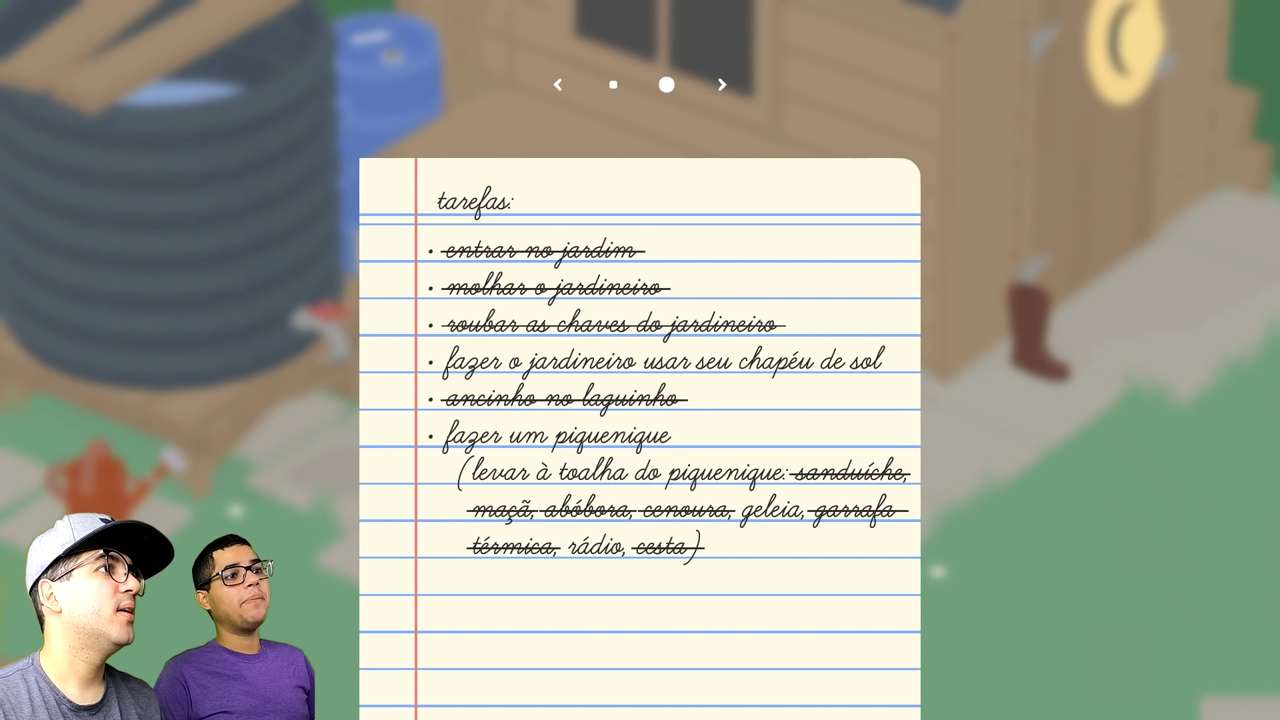 tarefas:
• entrar no jardim
• molhar o jardineiro
• roubar as chaves do jardineiro
• fazer o jardineiro usar seu chapéu de sol
• ancinho no laguinho
• fazer um piquenique
(levar à toalha do piquenique: sanduíche,
maçã, abóbora, cenoura, geleia, garrafa
térmica, rádio, cesta)